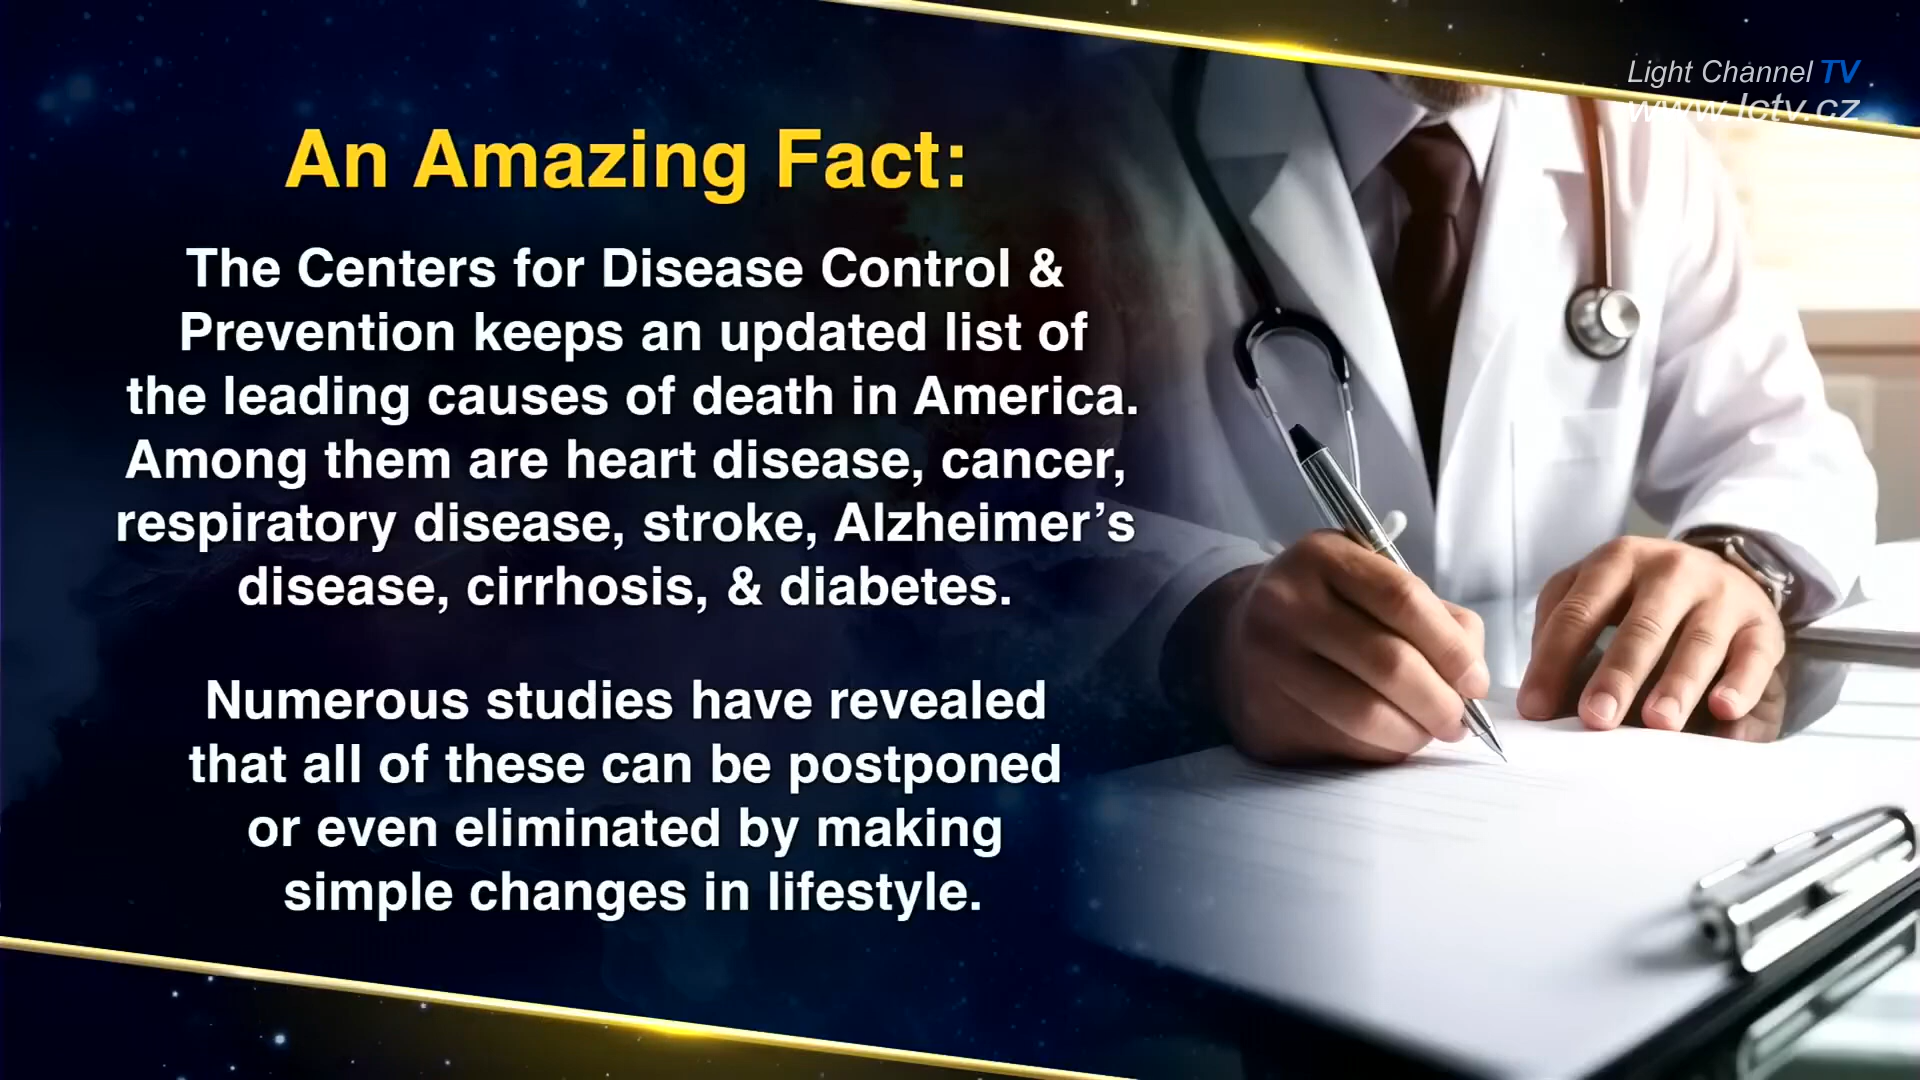 Light Channel TV
www.lctv.cz
An Amazing Fact:
The Centers for Disease Control &
Prevention keeps an updated list of
the leading causes of death in America.
Among them are heart disease, cancer,
respiratory disease, stroke, Alzheimer’s
disease, cirrhosis, & diabetes.
Numerous studies have revealed
that all of these can be postponed
or even eliminated by making
simple changes in lifestyle.